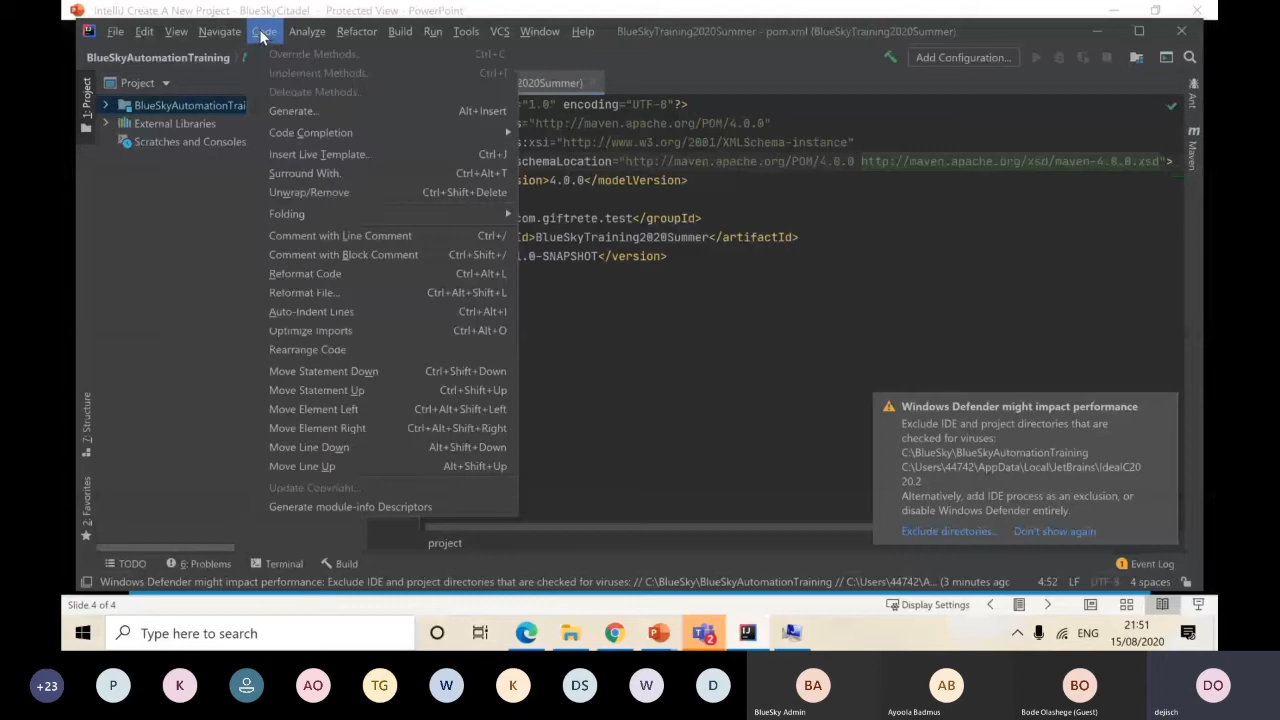 IntelliJ Create A New Project - BlueSkyCitadel - Protected View - PowerPoint
File Edit View Navigate Code Analyze Refactor Build Run Tools VCS Window Help BlueSkyTraining2020Summer - pom.xml (BlueSkyTraining2020Summer)
BlueSkyAutomationTraining
Add Configuration...
1: Project
Project
BlueSkyAutomationTrai
External Libraries
Scratches and Consoles
7: Structure
2: Favorites
Override Methods... Ctrl+C
Implement Methods... Ctrl+I
Delegate Methods...
Generate... Alt+Insert
Code Completion
Insert Live Template... Ctrl+J
Surround With... Ctrl+Alt+T
Unwrap/Remove Ctrl+Shift+Delete
Folding
Comment with Line Comment Ctrl+/
Comment with Block Comment Ctrl+Shift+/
Reformat Code Ctrl+Alt+L
Reformat File... Ctrl+Alt+Shift+L
Auto-Indent Lines Ctrl+Alt+I
Optimize Imports Ctrl+Alt+O
Rearrange Code
Move Statement Down Ctrl+Shift+Down
Move Statement Up Ctrl+Shift+Up
Move Element Left Ctrl+Alt+Shift+Left
Move Element Right Ctrl+Alt+Shift+Right
Move Line Down Alt+Shift+Down
Move Line Up Alt+Shift+Up
Update Copyright...
Generate module-info Descriptors
2020Summer)
="1.0" encoding="UTF-8"?>
="http://maven.apache.org/POM/4.0.0"
s:xsi="http://www.w3.org/2001/XMLSchema-instance"
schemaLocation="http://maven.apache.org/POM/4.0.0 http://maven.apache.org/xsd/maven-4.0.0.xsd">
sion>4.0.0</modelVersion>
com.giftrete.test</groupId>
Id>BlueSkyTraining2020Summer</artifactId>
1.0-SNAPSHOT</version>
Ant
m Maven
Windows Defender might impact performance
Exclude IDE and project directories that are
checked for viruses:
C:\BlueSky\BlueSkyAutomationTraining
C:\Users\44742\AppData\Local\JetBrains\IdeaIC20
20.2
Alternatively, add IDE process as an exclusion, or
disable Windows Defender entirely.
Exclude directories... Don't show again
project
TODO 6: Problems Terminal Build 1 Event Log
Windows Defender might impact performance: Exclude IDE and project directories that are checked for viruses: // C:\BlueSky\BlueSkyAutomationTraining // C:\Users\44742\A... (3 minutes ago 4:52 LF UTF-8 4 spaces
Slide 4 of 4 Display Settings
Type here to search
2
ENG
21:51
15/08/2020
+23 P K AO TG W K DS W D BA AB BO DO
BlueSky Admin Ayoola Badmus Bode Olashege (Guest) dejisch